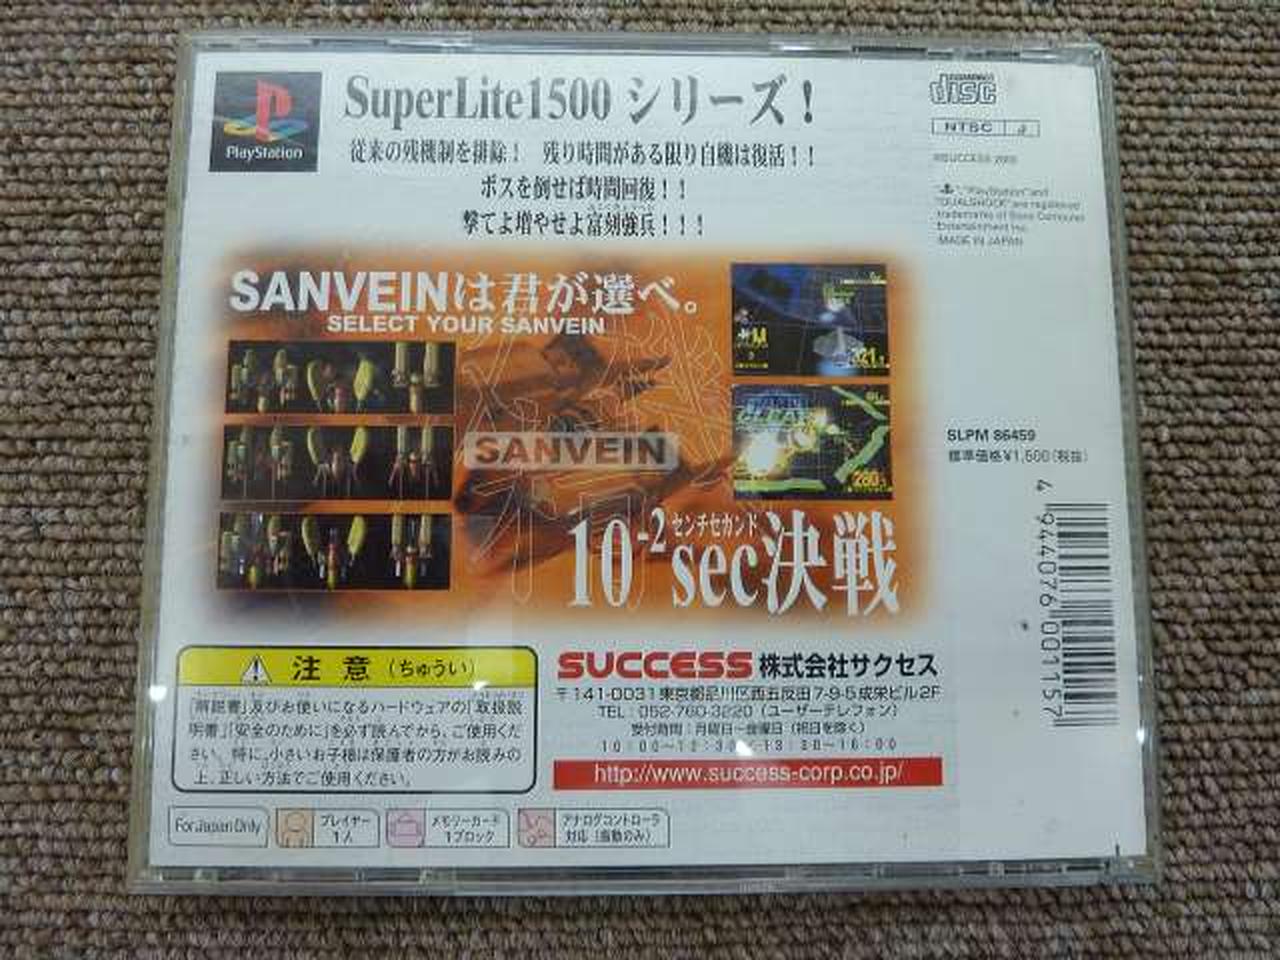 PlayStation
SuperLite1500 シリーズ!
従来の残機制を排除! 残り時間がある限り自機は復活!!
ボスを倒せば時間回復!!
撃てよ増やせよ富刻強兵!!!
DISC
NTSC J
©SUCCESS 2000
"PlayStation" and
"DUALSHOCK" are registered
trademarks of Sony Computer
Entertainment Inc.
MADE IN JAPAN
SANVEINは君が選べ。
SELECT YOUR SANVEIN
SANVEIN
321
280
センチセカンド
10⁻²sec決戦
SLPM 86459
標準価格¥1,500(税抜)
4 944076 001157
注意(ちゅうい)
「解説書」及びお使いになるハードウェアの「取扱説
明書」「安全のために」を必ず読んでから、ご使用くだ
さい。特に、小さいお子様は保護者の方がお読みの
上、正しい方法でご使用ください。
SUCCESS 株式会社サクセス
〒141-0031 東京都品川区西五反田7-9-5成栄ビル2F
TEL:052-760-3220(ユーザーテレフォン)
受付時間:月曜日~金曜日(祝日を除く)
10:00~12:30 13:30~16:00
http://www.success-corp.co.jp/
For Japan Only
プレイヤー
1人
メモリーカード
1ブロック
アナログコントローラ
対応(振動のみ)